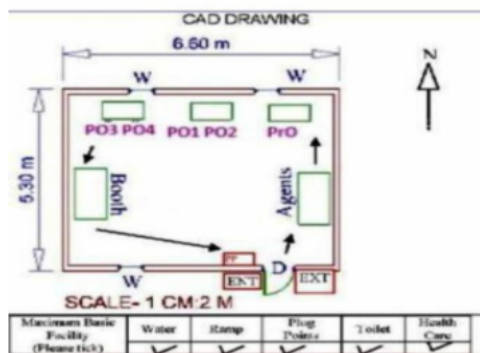 CAD DRAWING
6.60 m
N
W W
PO3 PO4 PO1 PO2 PrO
5.30 m
Booth
Agents
PP
D
W
ENT EXT
SCALE- 1 CM:2 M
Maximum Basic Facility (Please tick) Water Ramp Plug Points Toilet Health Care